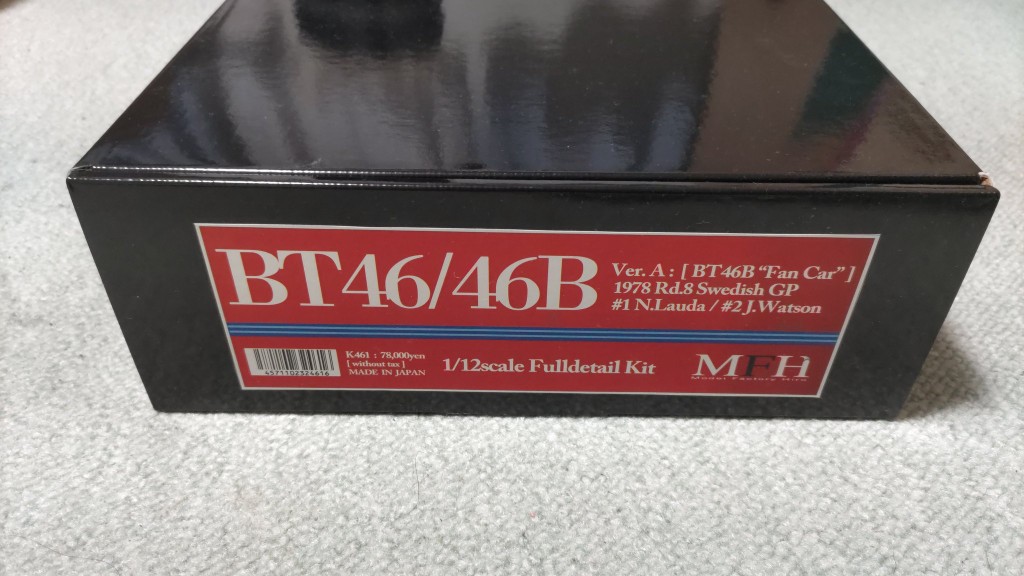 BT46/46B
Ver. A : [ BT46B “Fan Car” ]
1978 Rd.8 Swedish GP
#1 N.Lauda / #2 J.Watson
4571102324616
K461 : 78,000yen
[ without tax ]
MADE IN JAPAN
1/12scale Fulldetail Kit
MFH
Model Factory Hiro